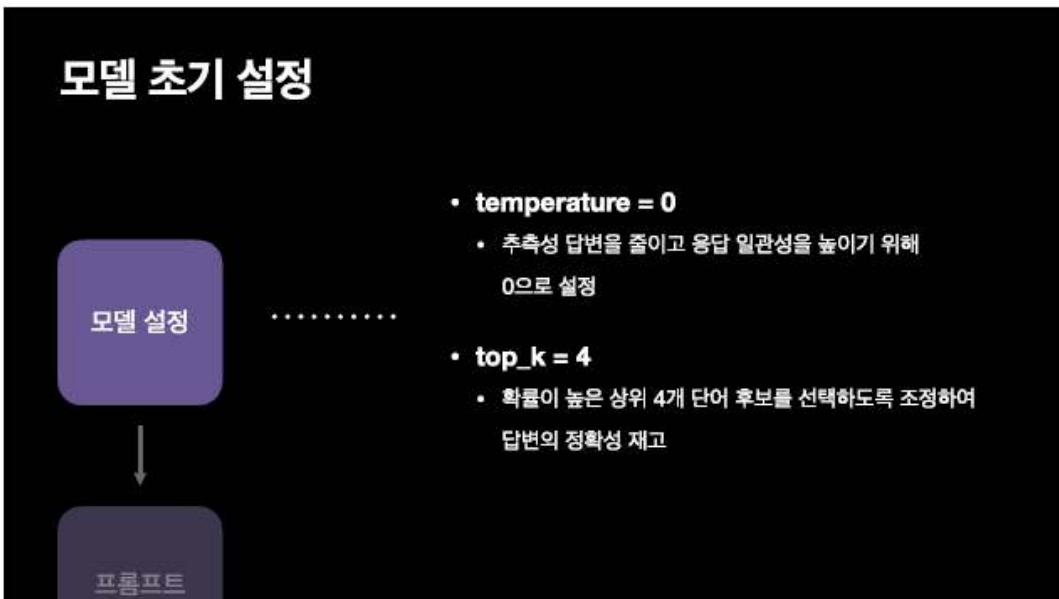 모델 초기 설정
모델 설정
프롬프트
• temperature = 0
• 추측성 답변을 줄이고 응답 일관성을 높이기 위해
0으로 설정
• top_k = 4
• 확률이 높은 상위 4개 단어 후보를 선택하도록 조정하여
답변의 정확성 재고